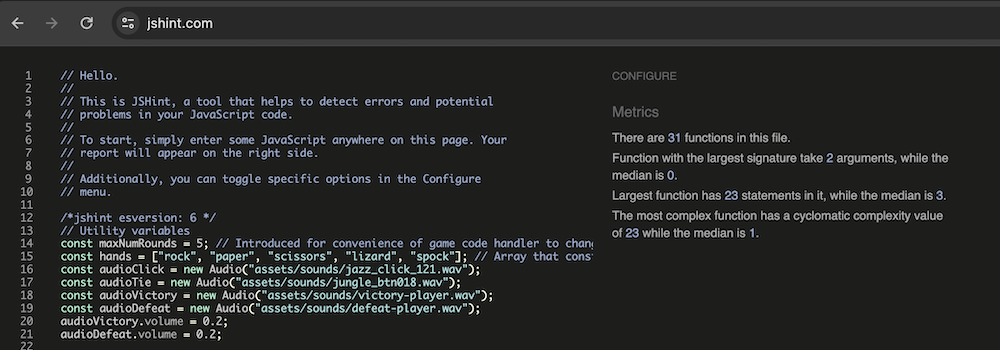 jshint.com
1 // Hello.
2 //
3 // This is JSHint, a tool that helps to detect errors and potential
4 // problems in your JavaScript code.
5 //
6 // To start, simply enter some JavaScript anywhere on this page. Your
7 // report will appear on the right side.
8 //
9 // Additionally, you can toggle specific options in the Configure
10 // menu.
11
12 /*jshint esversion: 6 */
13 // Utility variables
14 const maxNumRounds = 5; // Introduced for convenience of game code handler to chang
15 const hands = ["rock", "paper", "scissors", "lizard", "spock"]; // Array that cons
16 const audioClick = new Audio("assets/sounds/jazz_click_121.wav");
17 const audioTie = new Audio("assets/sounds/jungle_btn018.wav");
18 const audioVictory = new Audio("assets/sounds/victory-player.wav");
19 const audioDefeat = new Audio("assets/sounds/defeat-player.wav");
20 audioVictory.volume = 0.2;
21 audioDefeat.volume = 0.2;
22
CONFIGURE
Metrics
There are 31 functions in this file.
Function with the largest signature take 2 arguments, while the
median is 0.
Largest function has 23 statements in it, while the median is 3.
The most complex function has a cyclomatic complexity value
of 23 while the median is 1.